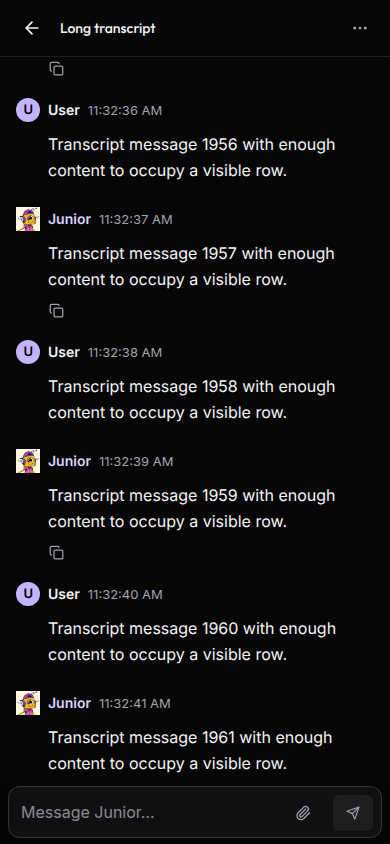 Long transcript
U User 11:32:36 AM
Transcript message 1956 with enough
content to occupy a visible row.
Junior 11:32:37 AM
Transcript message 1957 with enough
content to occupy a visible row.
U User 11:32:38 AM
Transcript message 1958 with enough
content to occupy a visible row.
Junior 11:32:39 AM
Transcript message 1959 with enough
content to occupy a visible row.
U User 11:32:40 AM
Transcript message 1960 with enough
content to occupy a visible row.
Junior 11:32:41 AM
Transcript message 1961 with enough
content to occupy a visible row.
Message Junior...